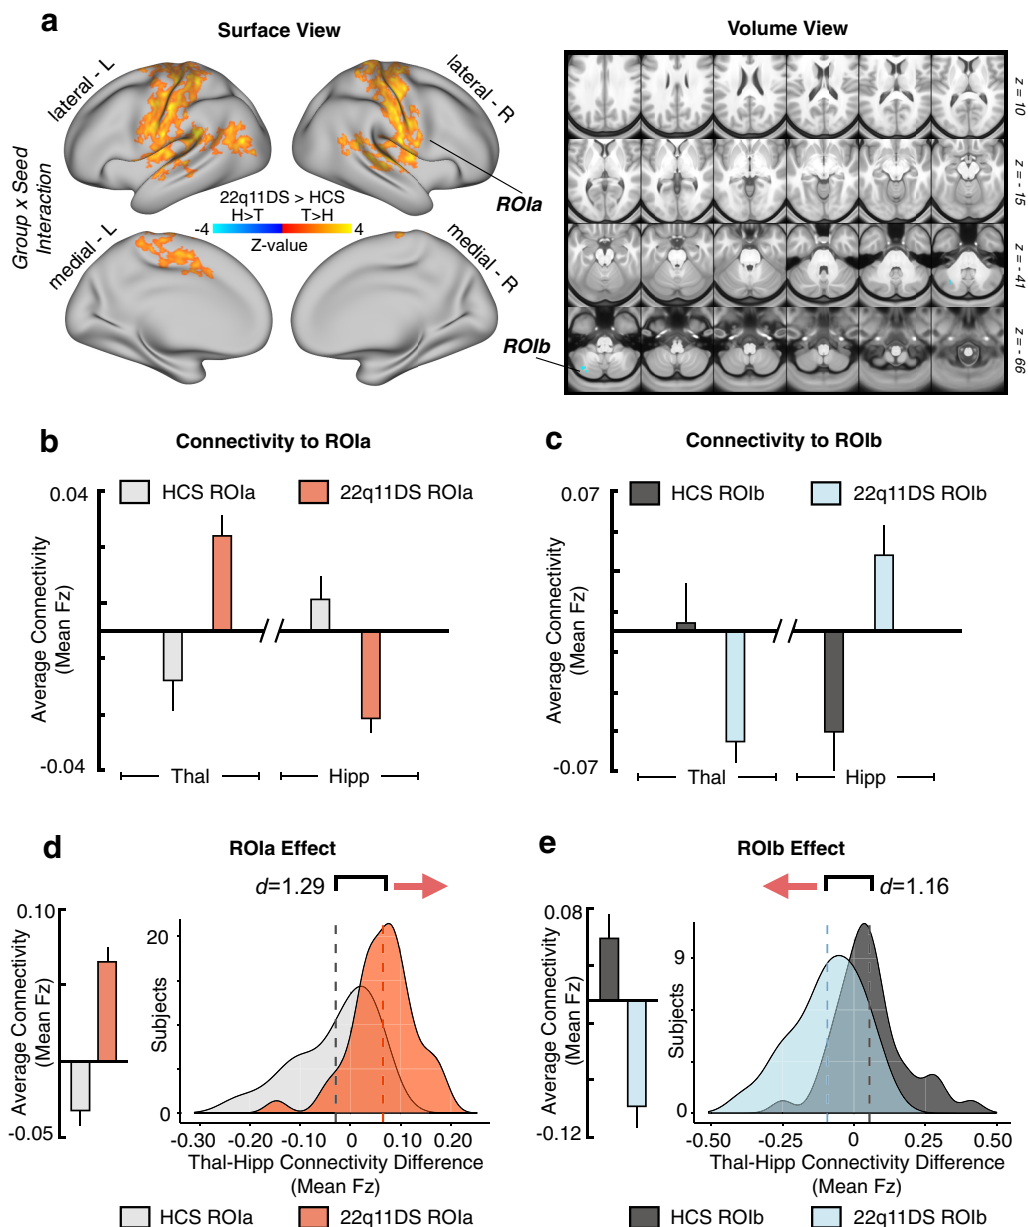 a
Surface View
Volume View
lateral - L
lateral - R
Group x Seed
Interaction
22q11DS > HCS
H>T T>H
-4 4
Z-value
medial - L
medial - R
ROIa
ROIb
z = 10
z = - 15
z = - 41
z = - 66
b
Connectivity to ROIa
HCS ROIa
22q11DS ROIa
0.04
-0.04
Average Connectivity
(Mean Fz)
Thal
Hipp
c
Connectivity to ROIb
HCS ROIb
22q11DS ROIb
0.07
-0.07
Average Connectivity
(Mean Fz)
Thal
Hipp
d
ROIa Effect
d=1.29
0.10
-0.05
Average Connectivity
(Mean Fz)
20
10
0
Subjects
-0.30 -0.10 0 0.10 0.20
Thal-Hipp Connectivity Difference
(Mean Fz)
HCS ROIa
22q11DS ROIa
e
ROIb Effect
d=1.16
0.08
-0.12
Average Connectivity
(Mean Fz)
9
3
0
Subjects
-0.50 -0.25 0 0.25 0.50
Thal-Hipp Connectivity Difference
(Mean Fz)
HCS ROIb
22q11DS ROIb